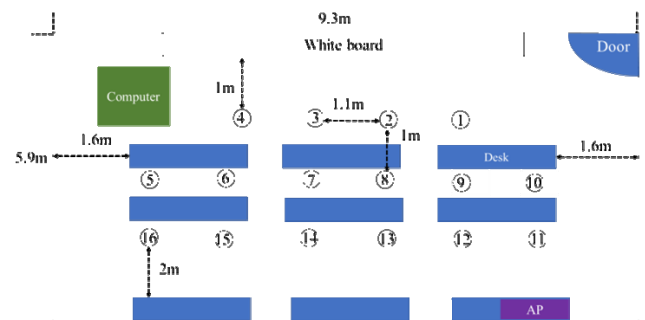 9.3m
White board
Door
Computer
1m
4
3
1.1m
2
1
1.6m
1m
5.9m
Desk
1.6m
5
6
7
8
9
10
16
15
14
13
12
11
2m
AP